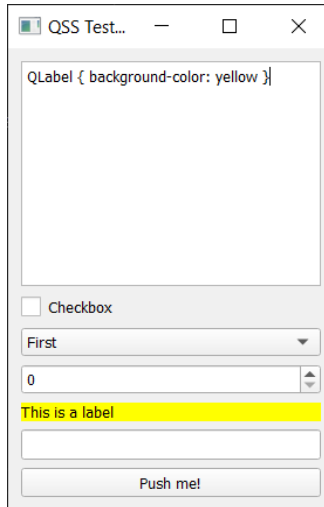 QSS Test...
QLabel { background-color: yellow }
Checkbox
First
0
This is a label
Push me!